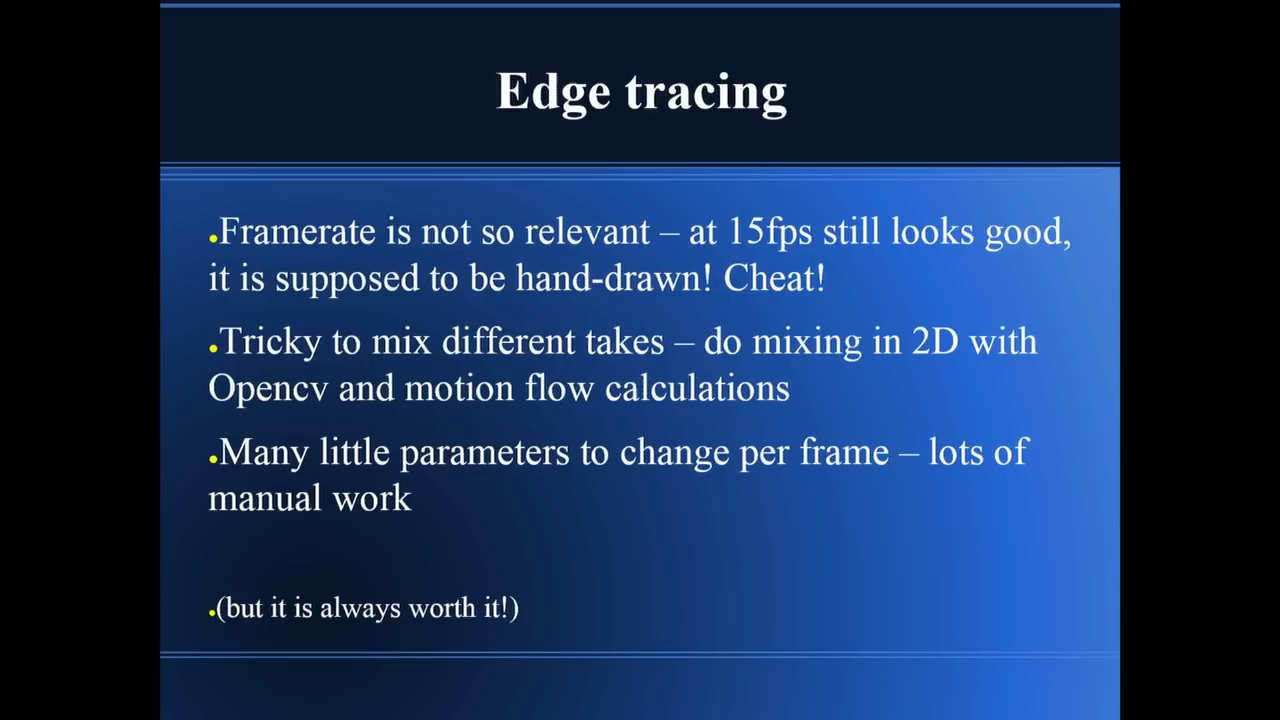 Edge tracing
●Framerate is not so relevant – at 15fps still looks good,
it is supposed to be hand-drawn! Cheat!
●Tricky to mix different takes – do mixing in 2D with
Opencv and motion flow calculations
●Many little parameters to change per frame – lots of
manual work
●(but it is always worth it!)